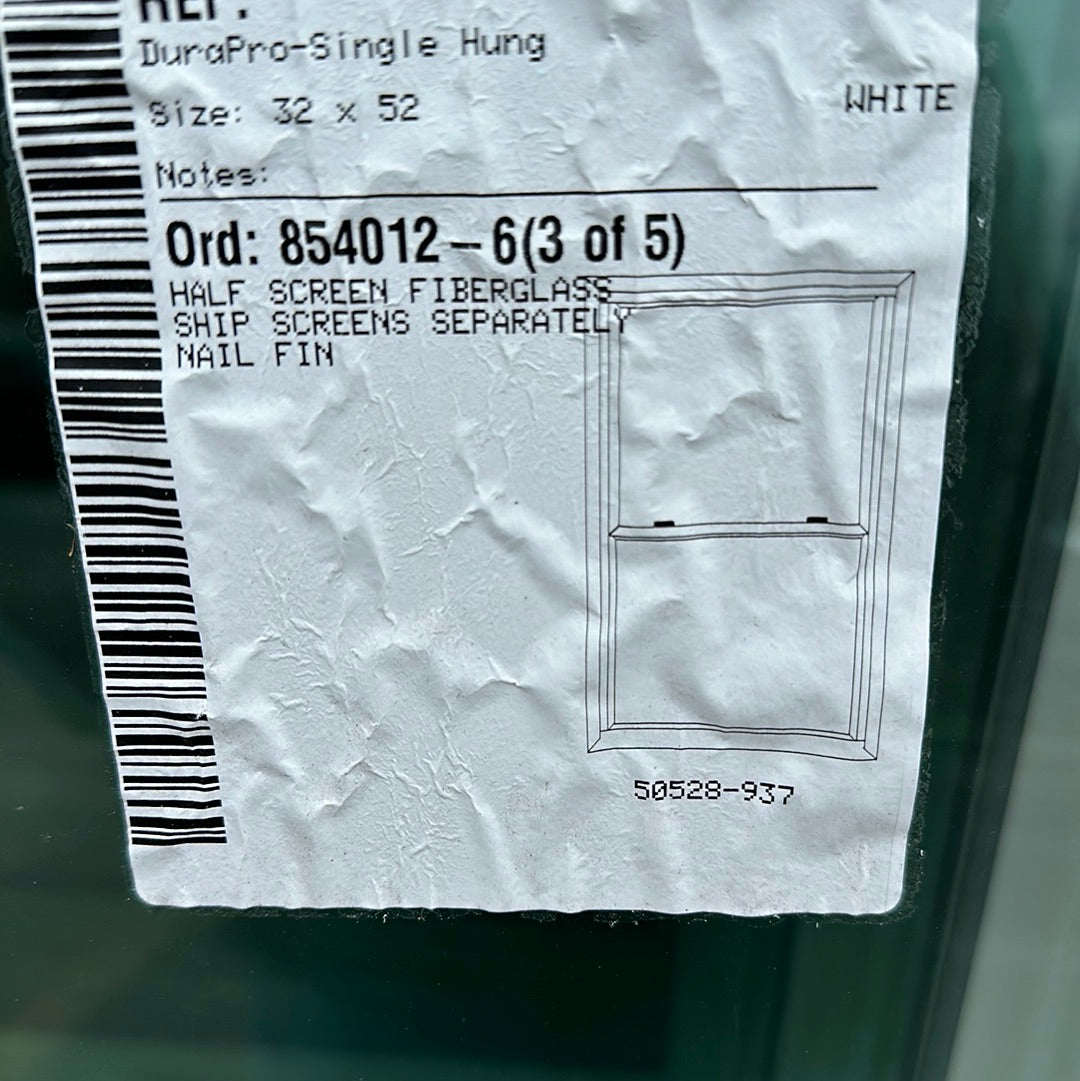 REF:
DuraPro-Single Hung
Size: 32 x 52
WHITE
Notes:
Ord: 854012-6(3 of 5)
HALF SCREEN FIBERGLASS
SHIP SCREENS SEPARATELY
NAIL FIN
50528-937